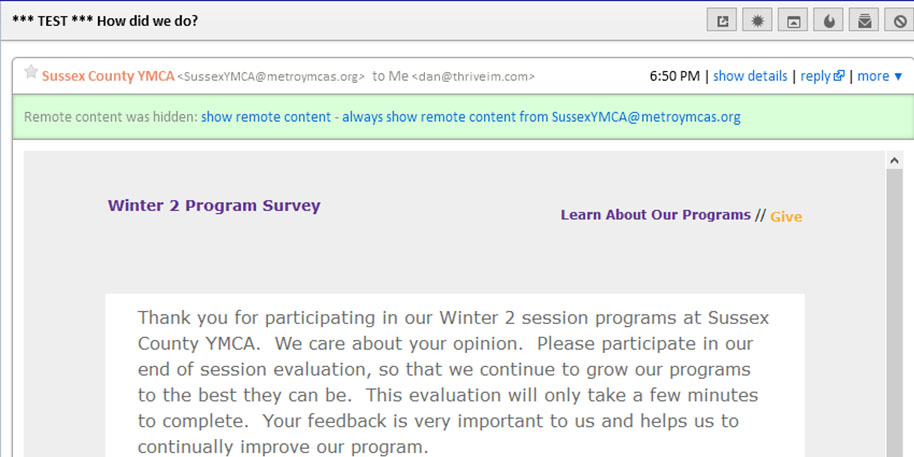 *** TEST *** How did we do?
Sussex County YMCA <SussexYMCA@metroymcas.org> to Me <dan@thriveim.com> 6:50 PM | show details | reply | more ▼
Remote content was hidden: show remote content - always show remote content from SussexYMCA@metroymcas.org
Winter 2 Program Survey
Learn About Our Programs // Give
Thank you for participating in our Winter 2 session programs at Sussex
County YMCA.  We care about your opinion.  Please participate in our
end of session evaluation, so that we continue to grow our programs
to the best they can be.  This evaluation will only take a few minutes
to complete.  Your feedback is very important to us and helps us to
continually improve our program.